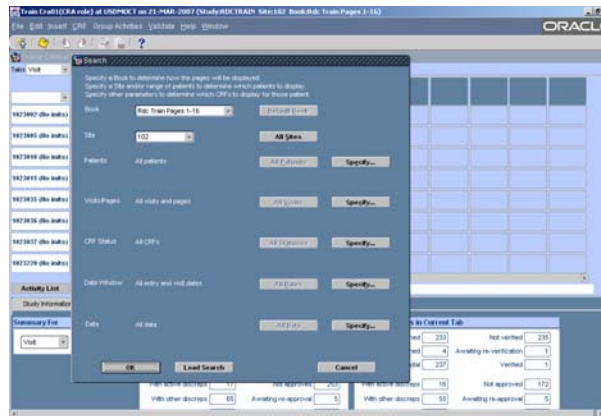 Train Cra01(CRA role) at USDMOCT on 21-MAR-2007 (Study:RDCTRAIN Site:102 Book:Rdc Train Pages 1-16)
File Edit Insert CRF Group Activities Validate Help Window
ORACL
Search
Specify a Book to determine how the pages will be displayed.
Specify a Site and/or range of patients to determine which patients to display.
Specify other parameters to determine which CRFs to display for those patient
Visit
Book Rdc Train Pages 1-16 Default Book
Site 102 All Sites
Patients All patients All Patients Specify...
Visits/Pages All visits and pages All Visits Specify...
CRF Status All CRFs Specify...
Date Window All entry and visit dates All Dates Specify...
Data All data All Data Specify...
OK Load Search Cancel
Activity List
Study Information
Summary For
Visit
s in Current Tab
233 Not verified 235
4 Awaiting re-verification 1
237 Verified 1
With active discreps 17 Not approved With active discreps 16 Not approved 172
With other discreps 65 Awaiting re-approval 5 With other discreps 55 Awaiting re-approval 5